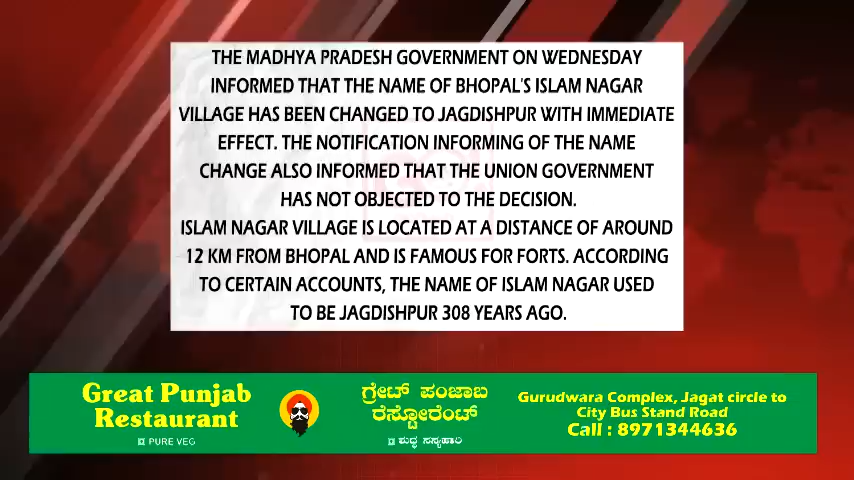 THE MADHYA PRADESH GOVERNMENT ON WEDNESDAY
INFORMED THAT THE NAME OF BHOPAL'S ISLAM NAGAR
VILLAGE HAS BEEN CHANGED TO JAGDISHPUR WITH IMMEDIATE
EFFECT. THE NOTIFICATION INFORMING OF THE NAME
CHANGE ALSO INFORMED THAT THE UNION GOVERNMENT
HAS NOT OBJECTED TO THE DECISION.
ISLAM NAGAR VILLAGE IS LOCATED AT A DISTANCE OF AROUND
12 KM FROM BHOPAL AND IS FAMOUS FOR FORTS. ACCORDING
TO CERTAIN ACCOUNTS, THE NAME OF ISLAM NAGAR USED
TO BE JAGDISHPUR 308 YEARS AGO.
Great Punjab
Restaurant
PURE VEG
ಗ್ರೇಟ್ ಪಂಜಾಬ
ರೆಸ್ಟೋರೆಂಟ್
ಶುದ್ಧ ಸಸ್ಯಹಾರಿ
Gurudwara Complex, Jagat circle to
City Bus Stand Road
Call : 8971344636